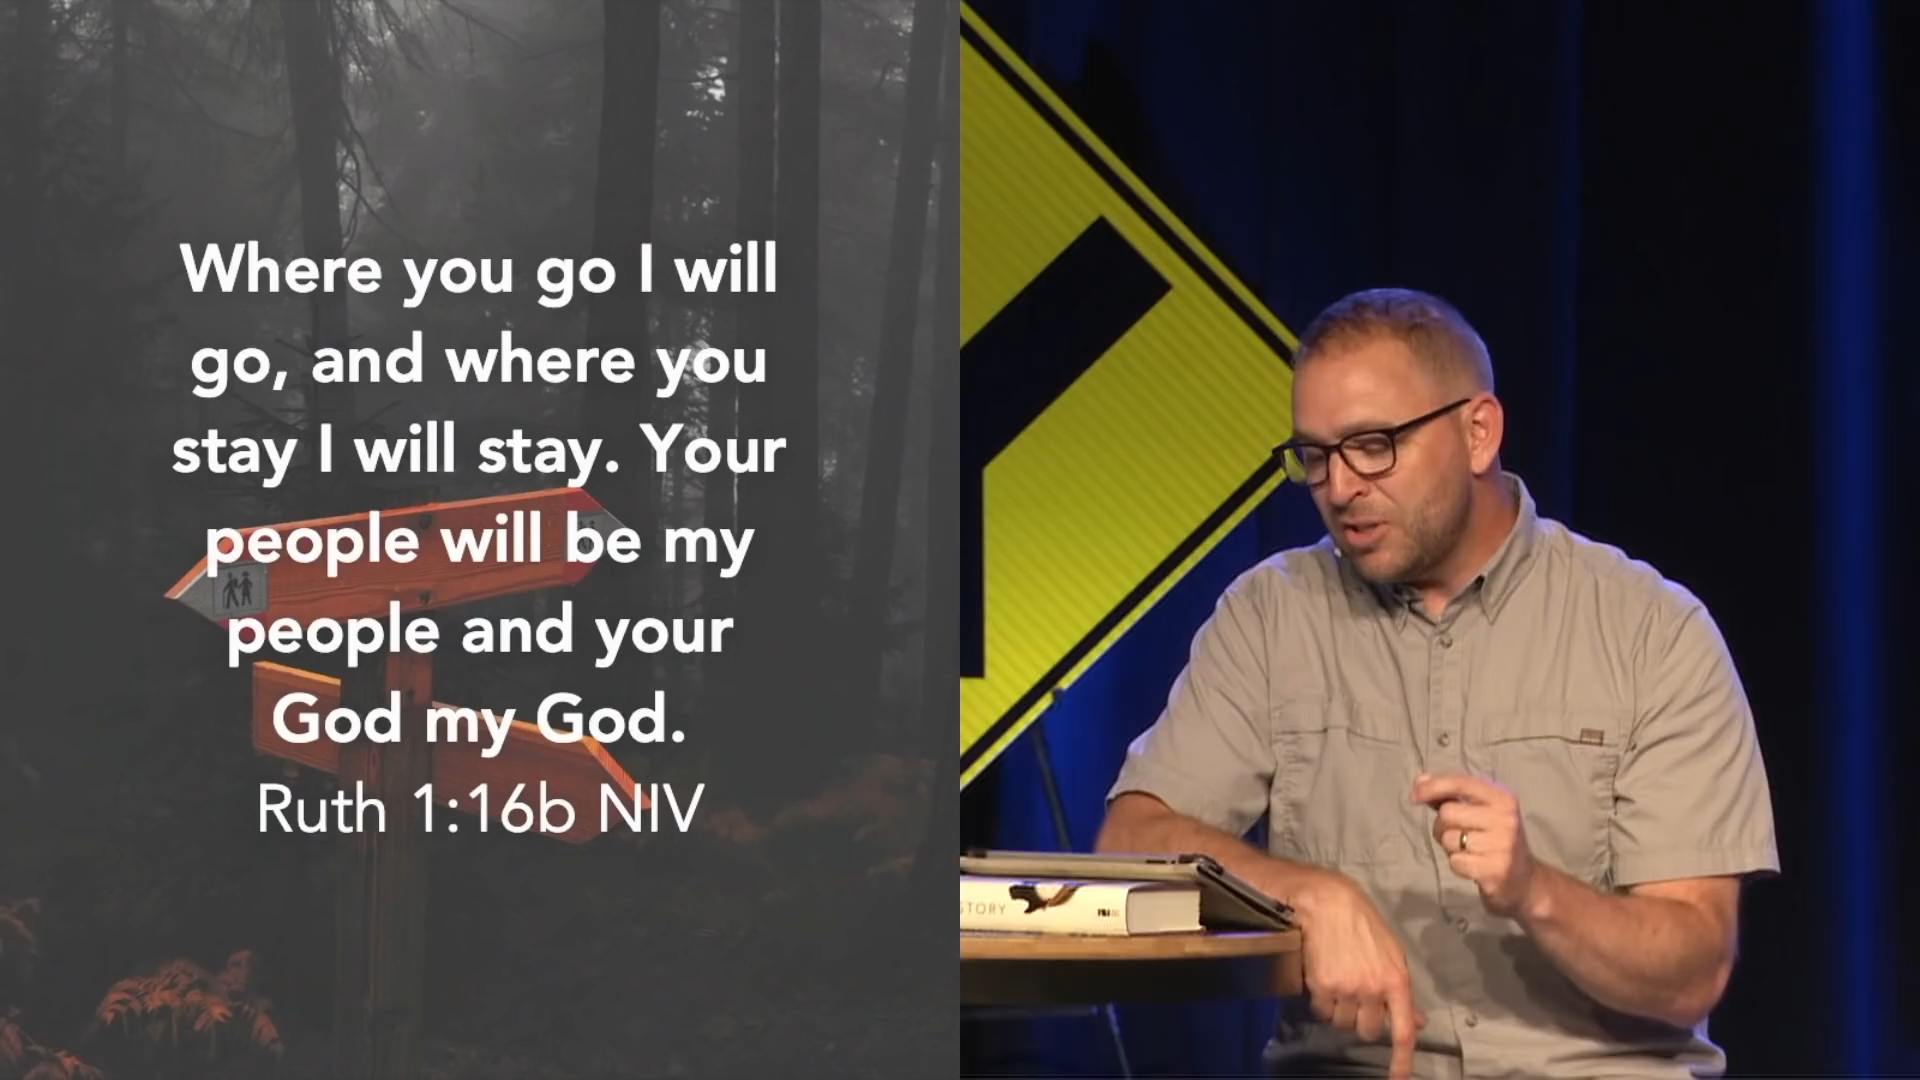 Where you go I will
go, and where you
stay I will stay. Your
people will be my
people and your
God my God.
Ruth 1:16b NIV
STORY